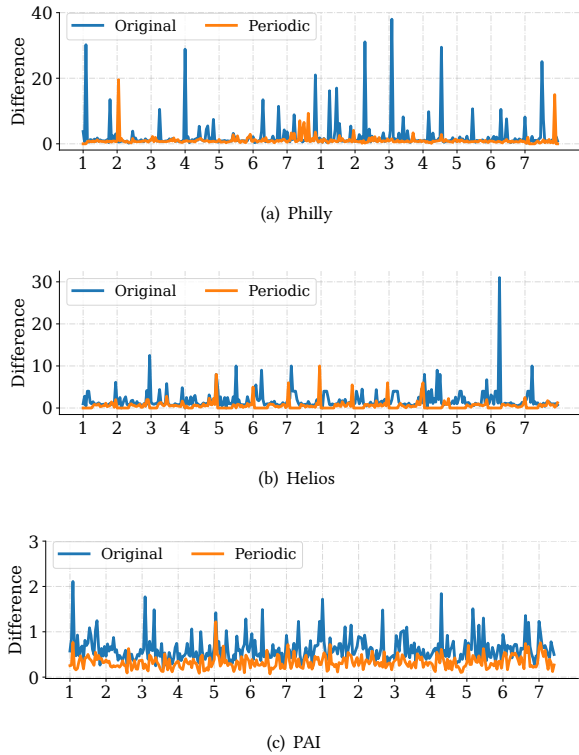 Difference
40
20
0
Original Periodic
1 2 3 4 5 6 7 1 2 3 4 5 6 7
(a) Philly
Difference
30
20
10
0
Original Periodic
1 2 3 4 5 6 7 1 2 3 4 5 6 7
(b) Helios
Difference
3
2
1
0
Original Periodic
1 2 3 4 5 6 7 1 2 3 4 5 6 7
(c) PAI